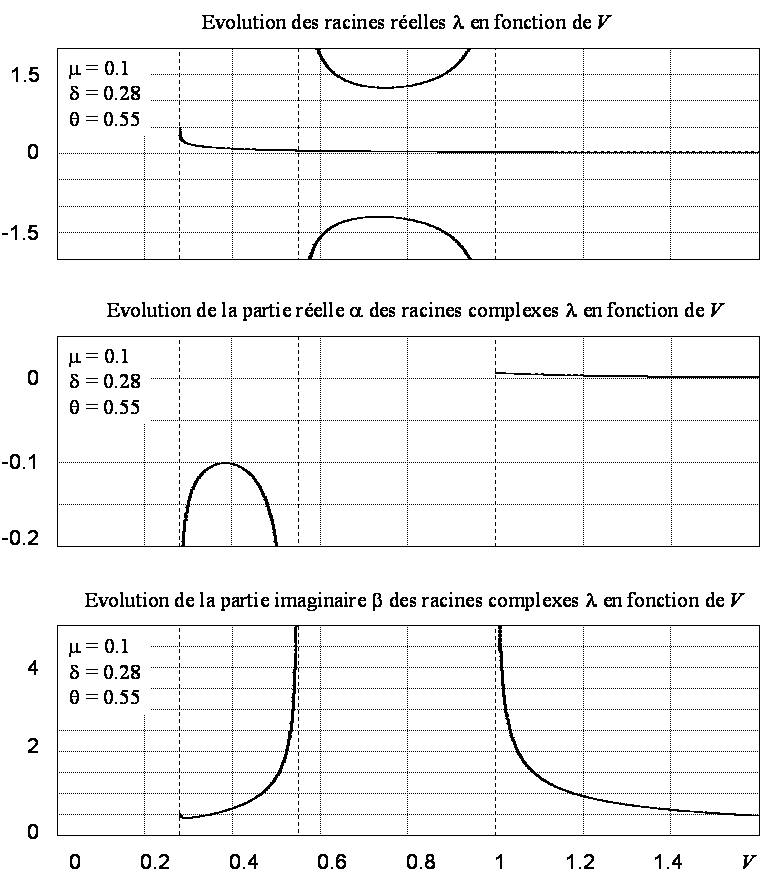 Evolution des racines réelles λ en fonction de V
1.5
0
-1.5
μ = 0.1
δ = 0.28
θ = 0.55
Evolution de la partie réelle α des racines complexes λ en fonction de V
0
-0.1
-0.2
μ = 0.1
δ = 0.28
θ = 0.55
Evolution de la partie imaginaire β des racines complexes λ en fonction de V
4
2
0
μ = 0.1
δ = 0.28
θ = 0.55
0 0.2 0.4 0.6 0.8 1 1.2 1.4 V